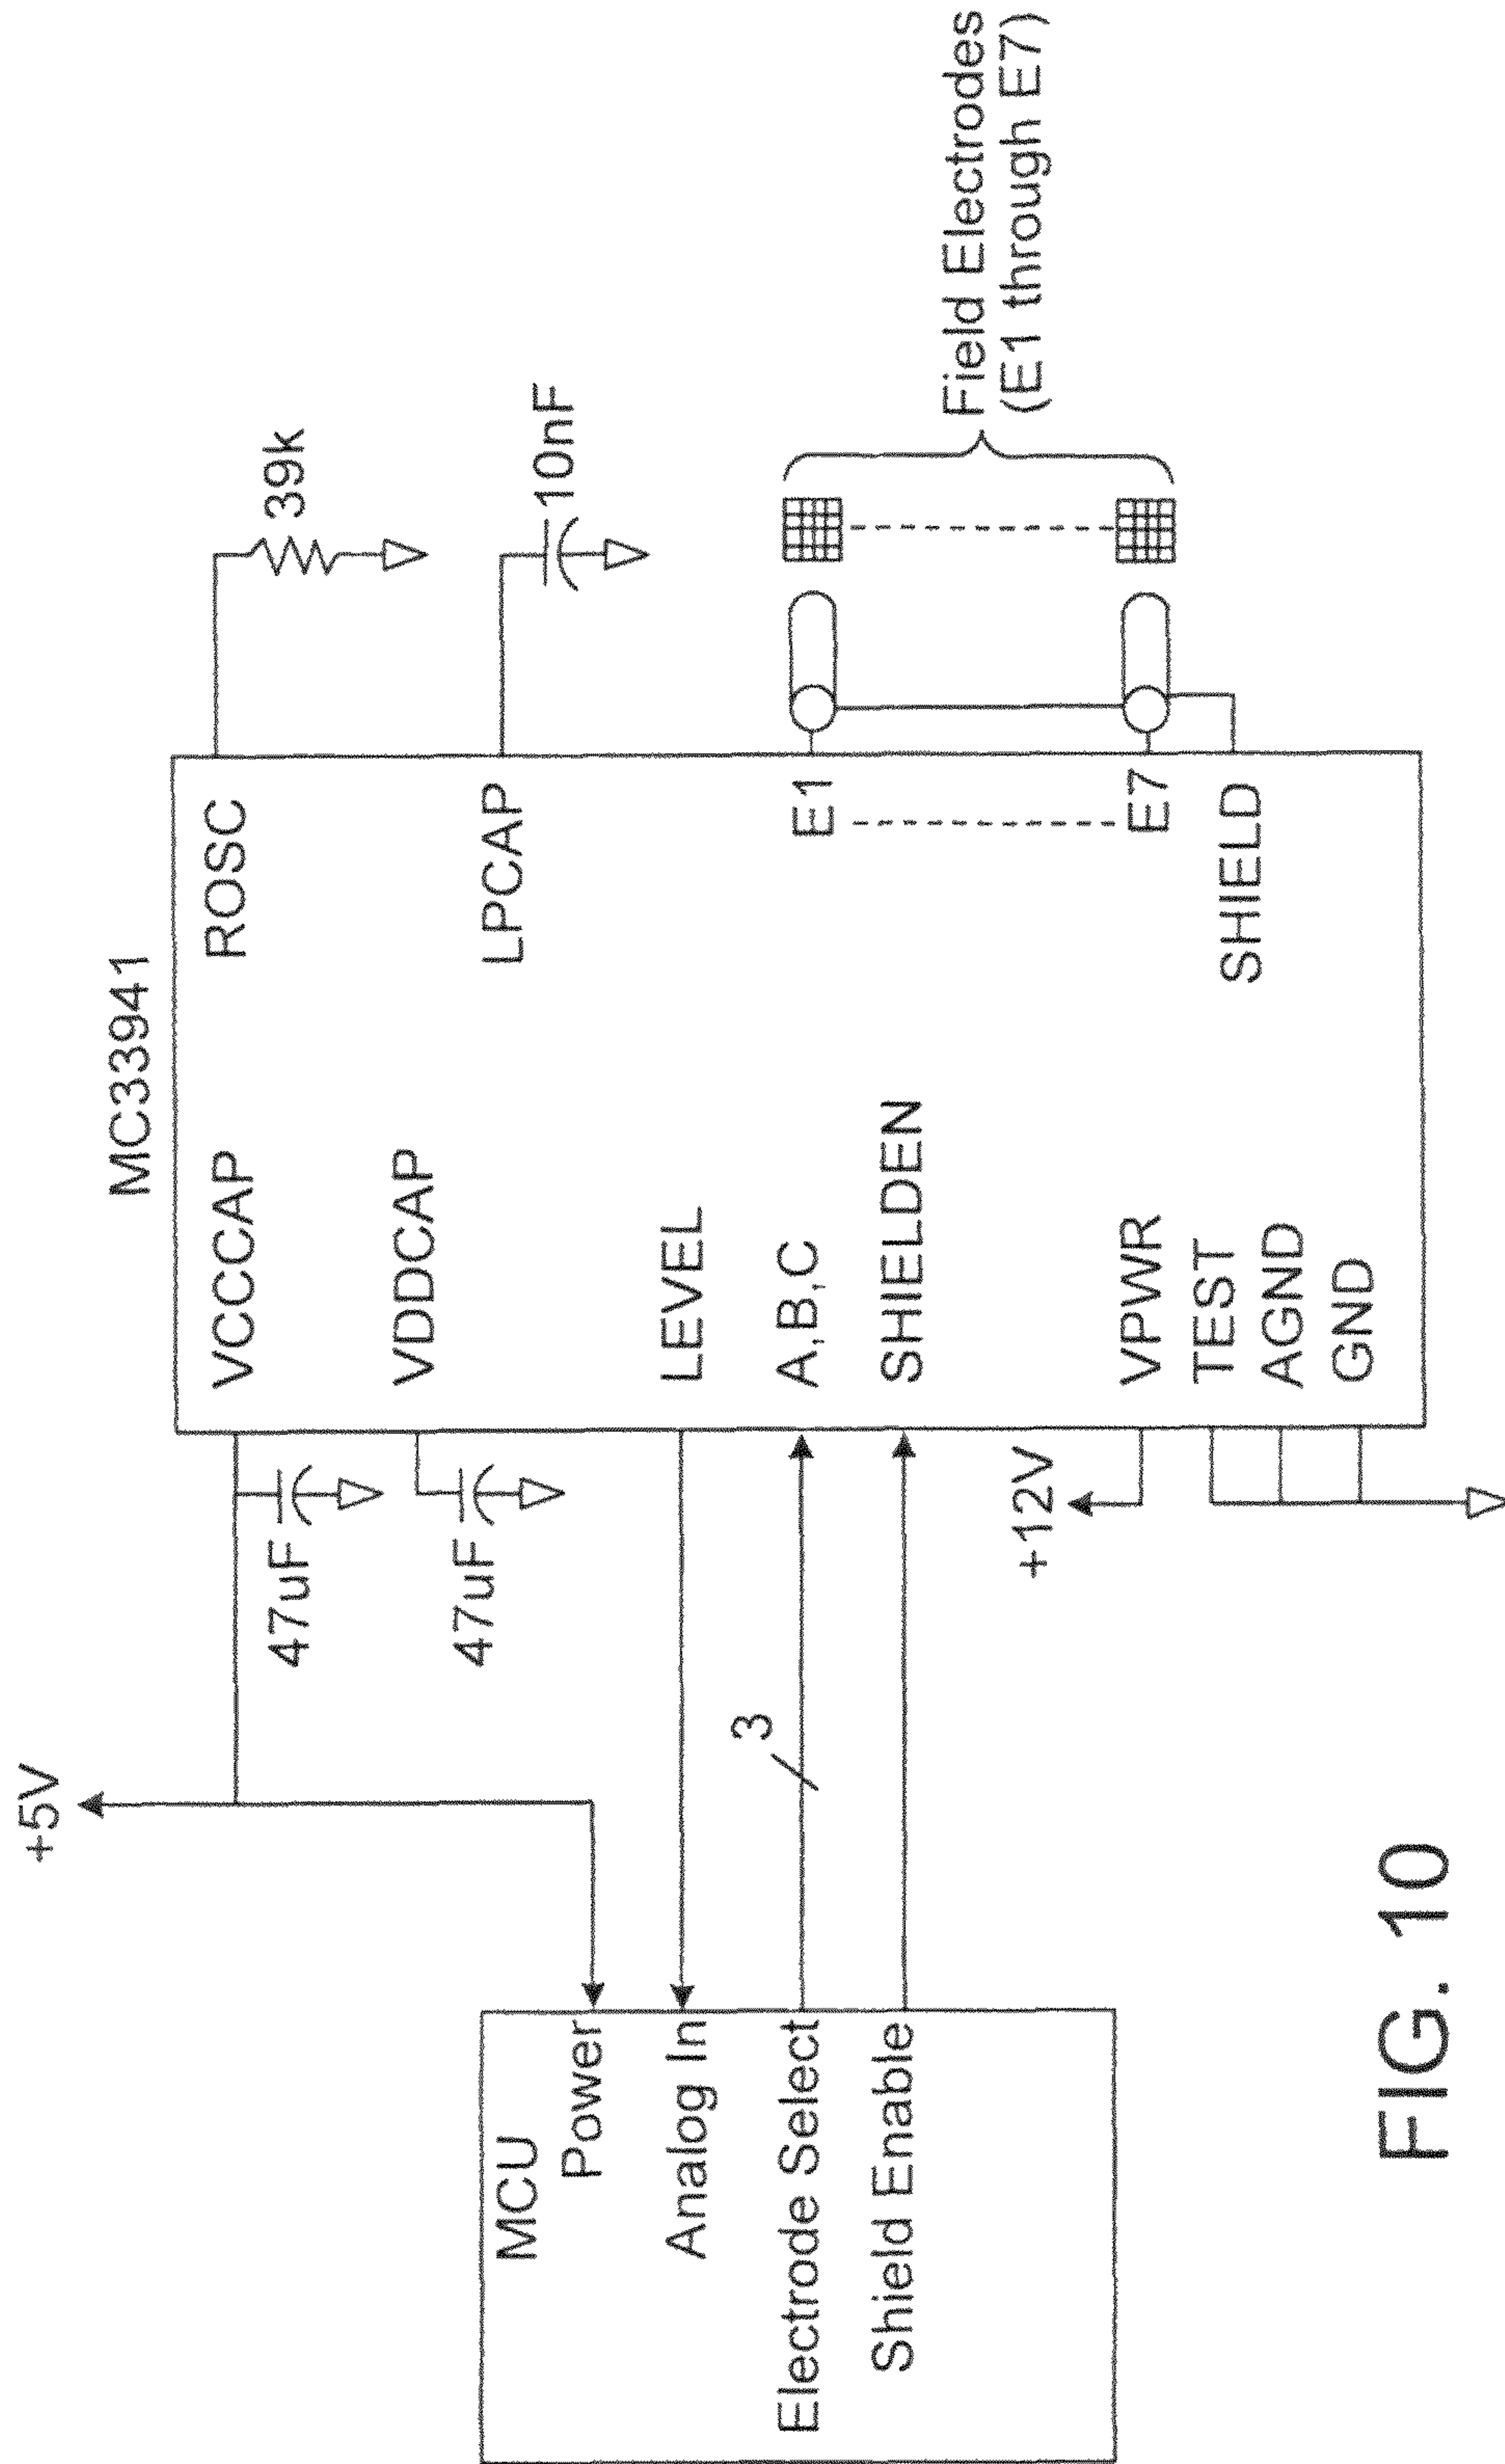 +5V
MC33941
MCU
Power
Analog In
Electrode Select
Shield Enable
47uF
47uF
3
+12V
VCCCAP
VDDCAP
LEVEL
A,B,C
SHIELDEN
VPWR
TEST
AGND
GND
ROSC
LPCAP
E1
E7
SHIELD
39k
10nF
Field Electrodes
(E1 through E7)
FIG. 10